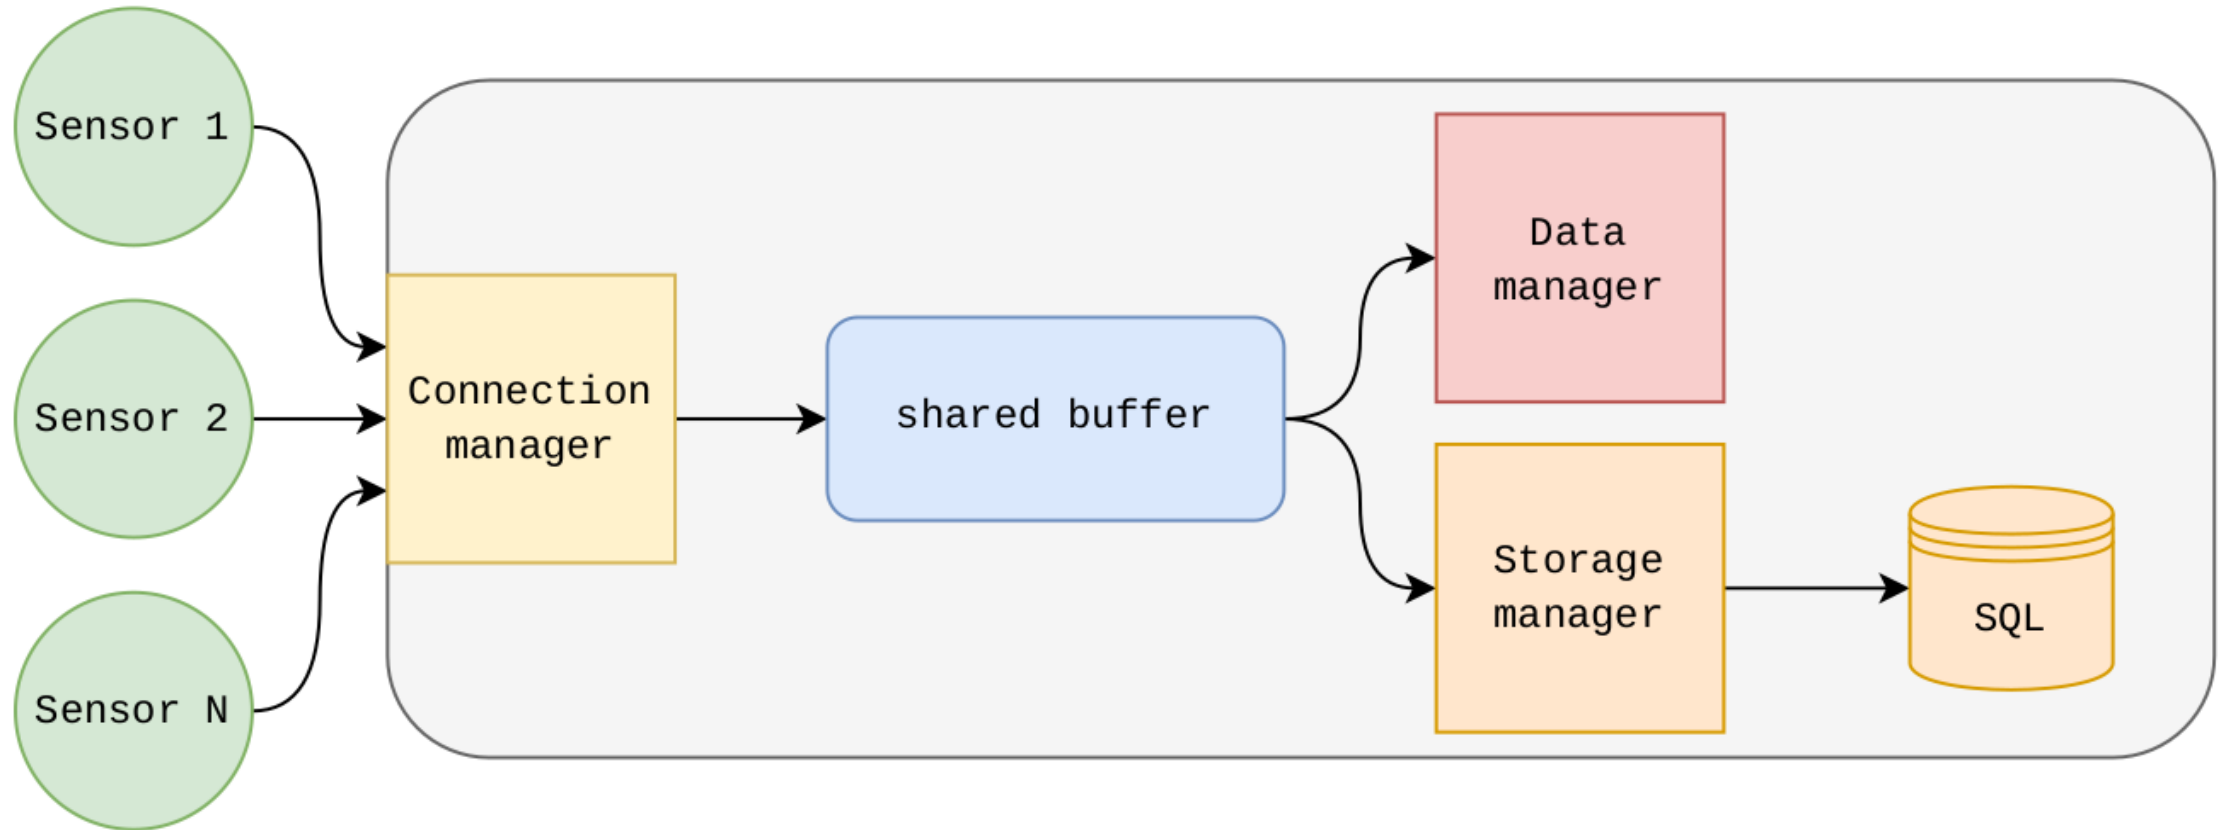 Sensor 1
Sensor 2
Sensor N
Connection
manager
shared buffer
Data
manager
Storage
manager
SQL